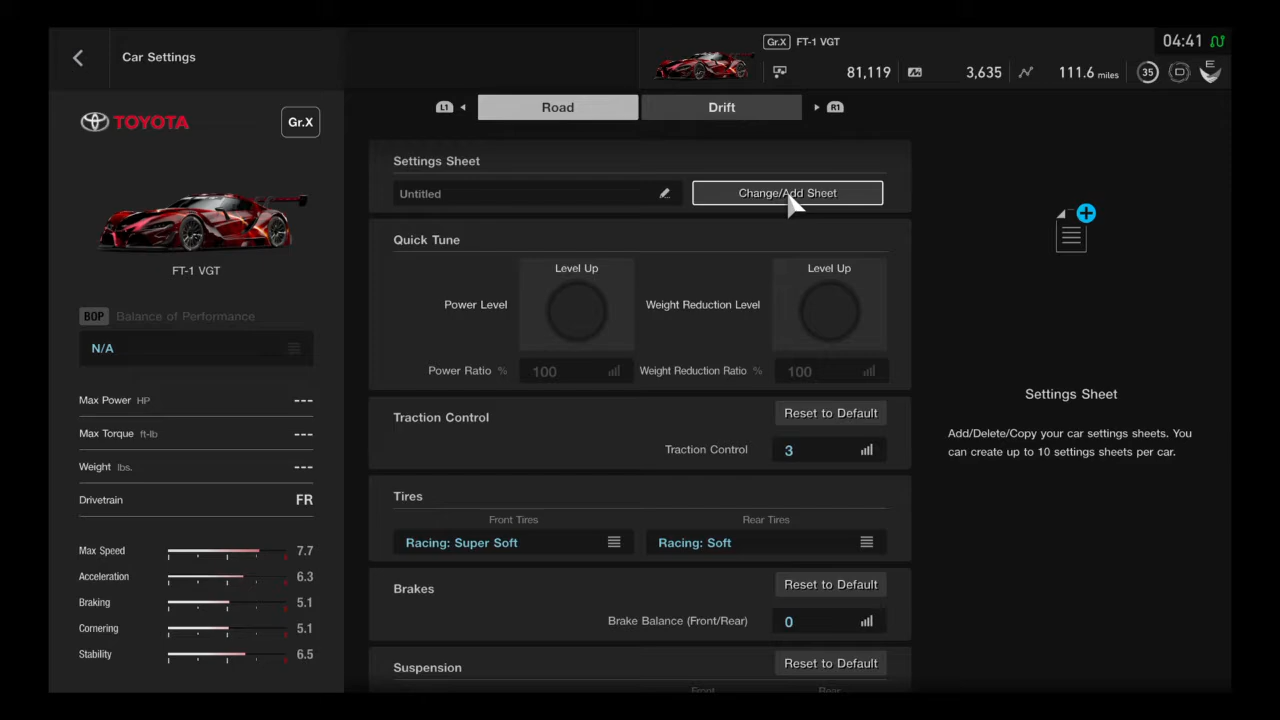 Car Settings
Gr.X FT-1 VGT
04:41
81,119
3,635
111.6 miles
35
E
TOYOTA
Gr.X
FT-1 VGT
BOP Balance of Performance
N/A
Max Power HP ---
Max Torque ft-lb ---
Weight lbs. ---
Drivetrain FR
Max Speed 7.7
Acceleration 6.3
Braking 5.1
Cornering 5.1
Stability 6.5
L1 Road Drift R1
Settings Sheet
Untitled Change/Add Sheet
Quick Tune
Level Up Level Up
Power Level Weight Reduction Level
Power Ratio % 100 Weight Reduction Ratio % 100
Traction Control Reset to Default
Traction Control 3
Tires
Front Tires Rear Tires
Racing: Super Soft Racing: Soft
Brakes Reset to Default
Brake Balance (Front/Rear) 0
Suspension Reset to Default
Front Rear
Settings Sheet
Add/Delete/Copy your car settings sheets. You
can create up to 10 settings sheets per car.